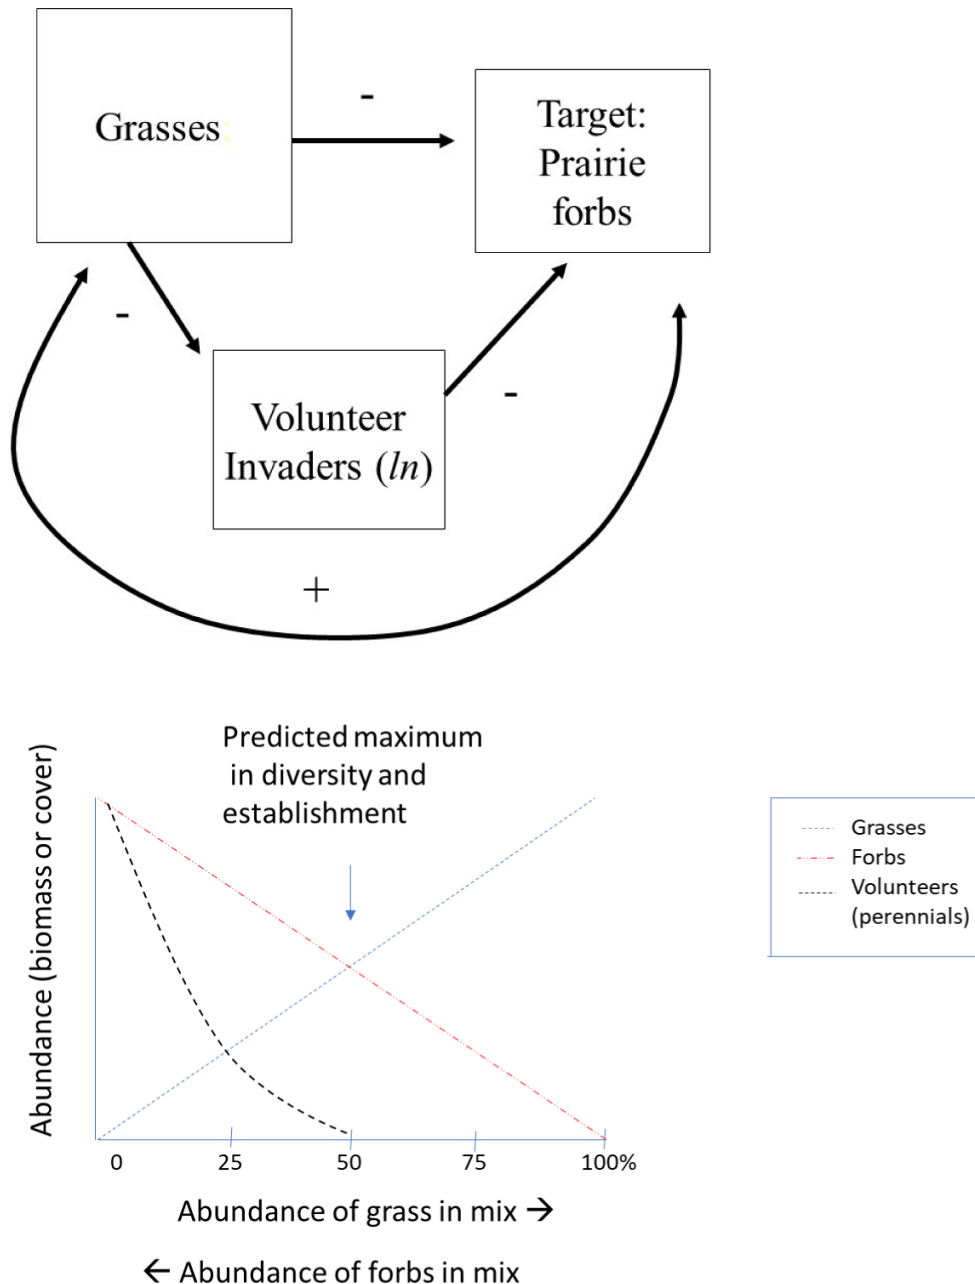 Grasses:
-
Target:
Prairie
forbs
-
Volunteer
Invaders (ln)
-
+
Predicted maximum
in diversity and
establishment
Abundance (biomass or cover)
Grasses
Forbs
Volunteers
(perennials)
0 25 50 75 100%
Abundance of grass in mix →
← Abundance of forbs in mix